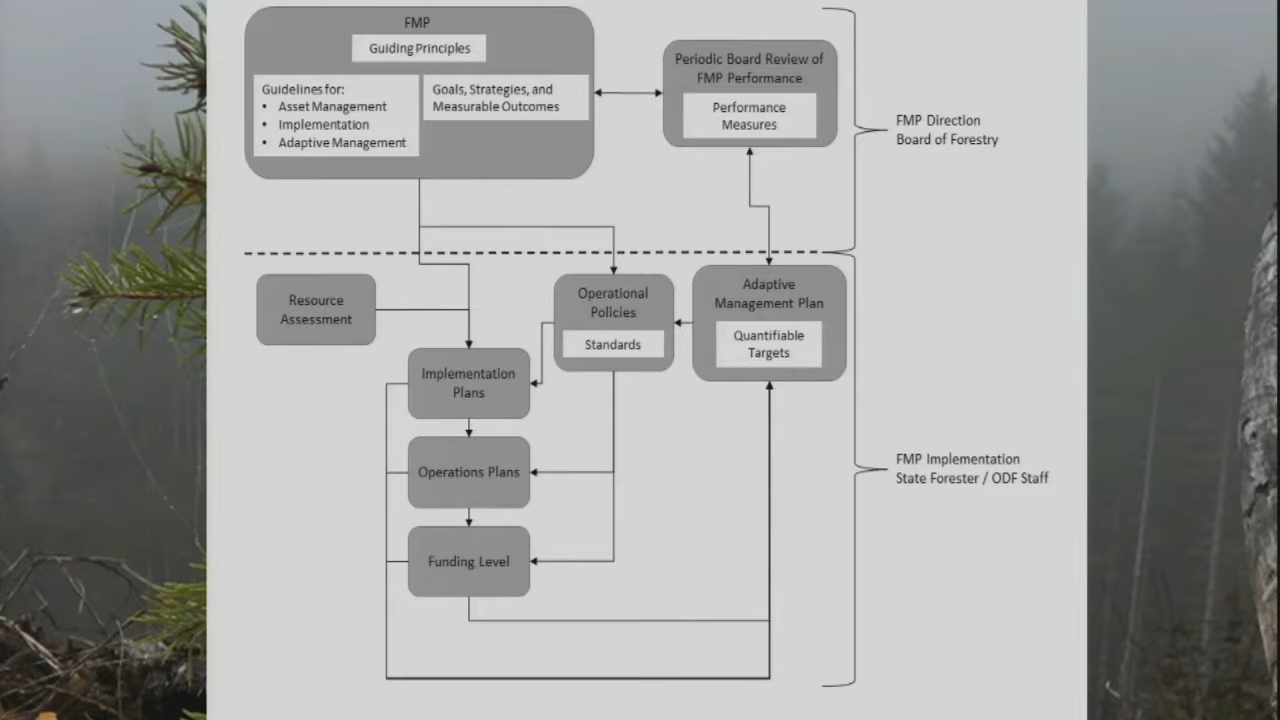 FMP
Guiding Principles
Guidelines for:
• Asset Management
• Implementation
• Adaptive Management
Goals, Strategies, and
Measurable Outcomes
Periodic Board Review of
FMP Performance
Performance
Measures
FMP Direction
Board of Forestry
Resource
Assessment
Operational
Policies
Standards
Adaptive
Management Plan
Quantifiable
Targets
Implementation
Plans
Operations Plans
Funding Level
FMP Implementation
State Forester / ODF Staff